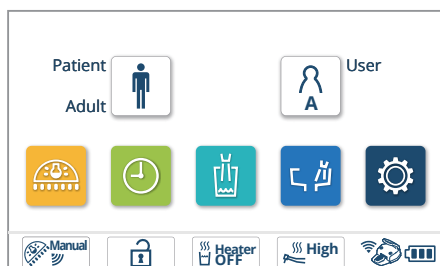 Patient
User
Adult
A
Manual
Heater
OFF
High